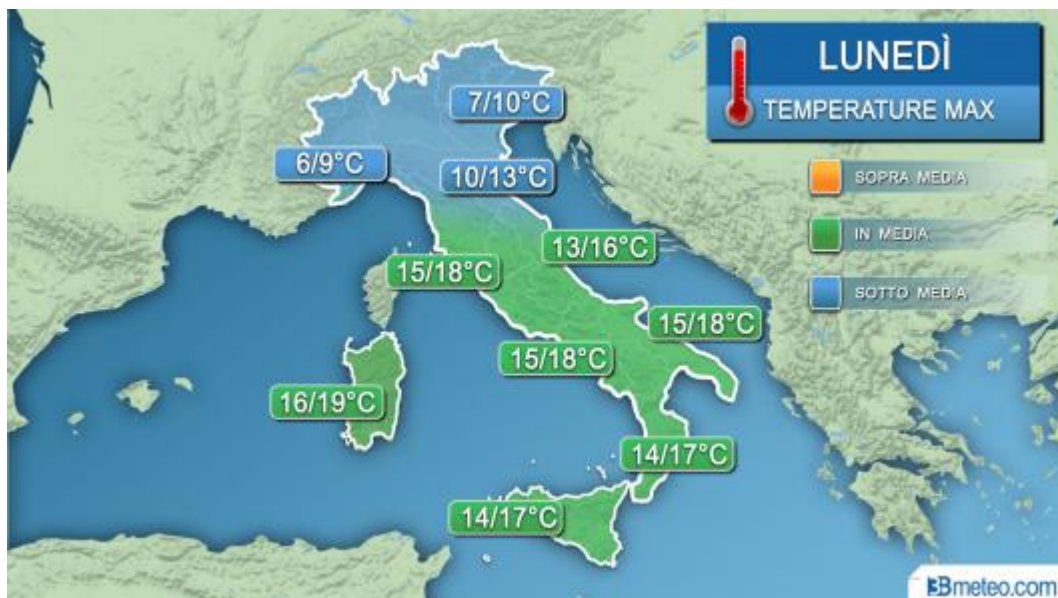 LUNEDÌ
TEMPERATURE MAX
SOPRA MEDIA
IN MEDIA
SOTTO MEDIA
7/10°C
6/9°C
10/13°C
13/16°C
15/18°C
15/18°C
15/18°C
16/19°C
14/17°C
14/17°C
3Bmeteo.com